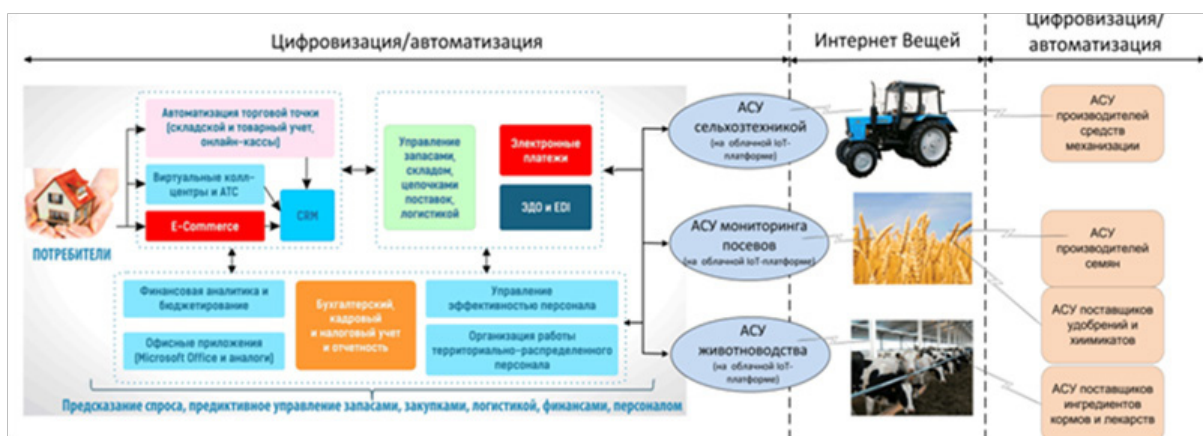 Цифровизация/автоматизация
Интернет Вещей
Цифровизация/
автоматизация
Автоматизация торговой точки
(складской и товарный учет,
онлайн-кассы)
Виртуальные колл-
центры и АТС
E-Commerce
CRM
ПОТРЕБИТЕЛИ
Управление
запасами,
складом,
цепочками
поставок,
логистикой
Электронные
платежи
ЭДО и EDI
Финансовая аналитика и
бюджетирование
Офисные приложения
(Microsoft Office и аналоги)
Бухгалтерский,
кадровый
и налоговый учет
и отчетность
Управление
эффективностью персонала
Организация работы
территориально-распределенного
персонала
Предсказание спроса, предиктивное управление запасами, закупками, логистикой, финансами, персоналом
АСУ
сельхозтехникой
(на облачной IoT-
платформе)
АСУ мониторинга
посевов
(на облачной IoT-платформе)
АСУ
животноводства
(на облачной IoT-
платформе)
АСУ
производителей
средств
механизации
АСУ
производителей
семян
АСУ поставщиков
удобрений и
хиимикатов
АСУ поставщиков
ингредиентов
кормов и лекарств